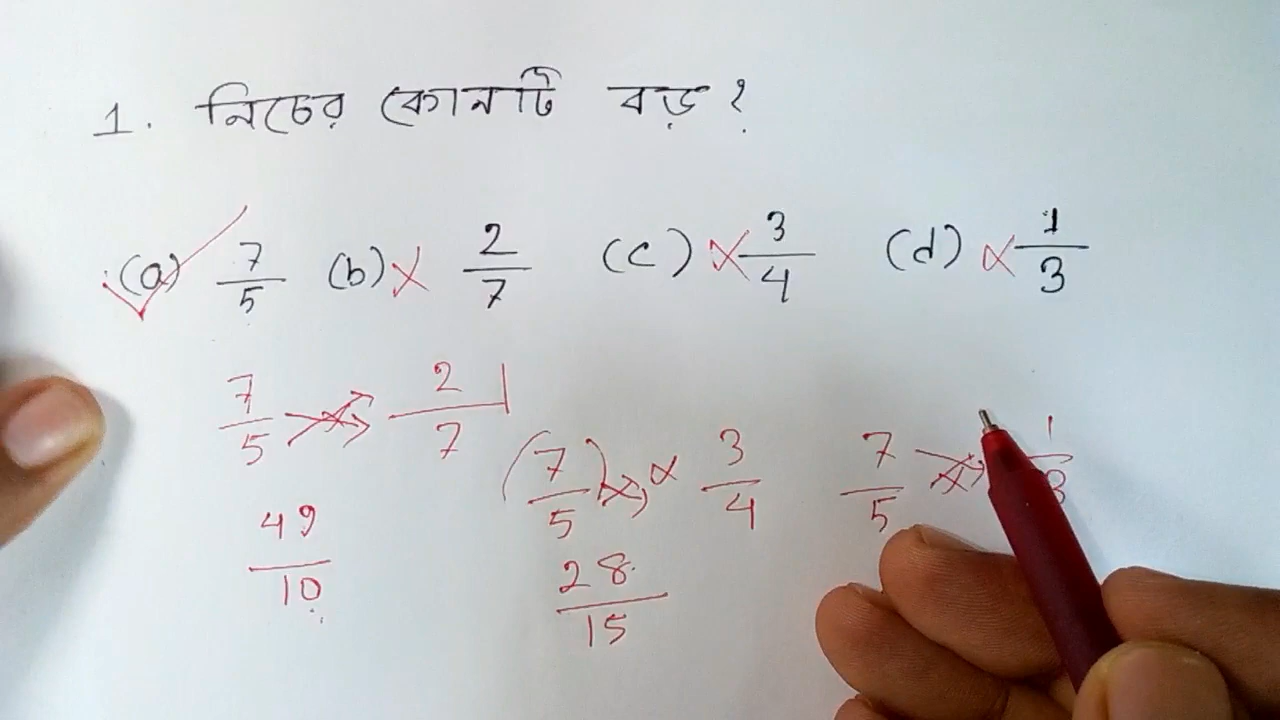 1. নিচের কোনটি বড় ?
(a) 7/5 (b) × 2/7 (c) × 3/4 (d) × 1/3
7/5 2/7
49/10
(7/5) 3/4
28/15
7/5 1/3